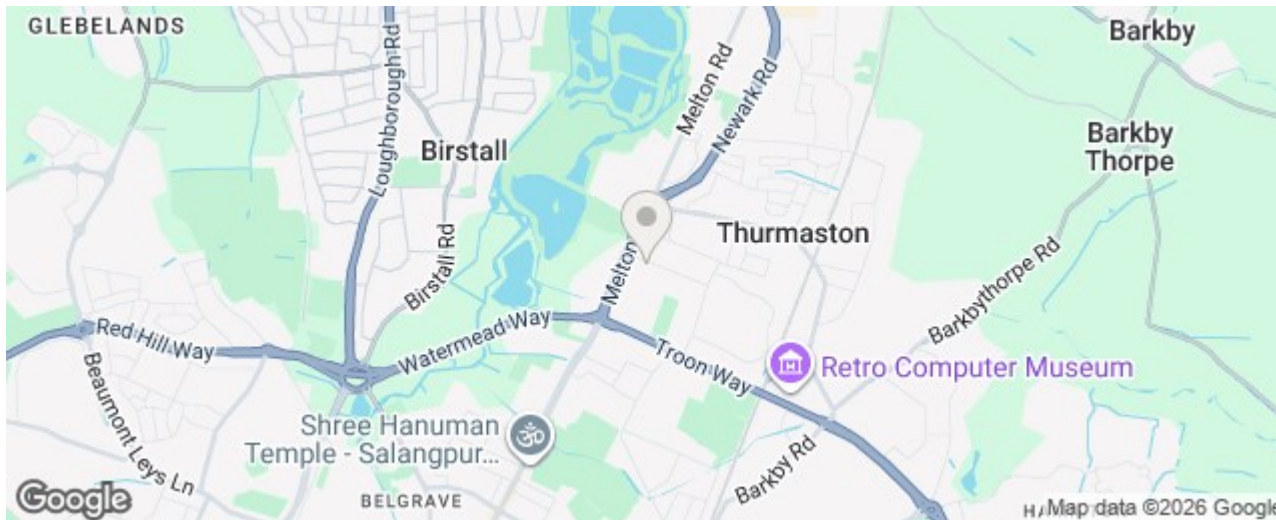 GLEBELANDS
Loughborough Rd
Birstall
Birstall Rd
Melton Rd
Newark Rd
Barkby
Barkby
Thorpe
Thurmaston
Melton
Barkbythorpe Rd
Red Hill Way
Watermead Way
Troon Way
Beaumont Leys Ln
Retro Computer Museum
Shree Hanuman
Temple - Salangpur...
Barkby Rd
BELGRAVE
Google
Map data ©2026 Google